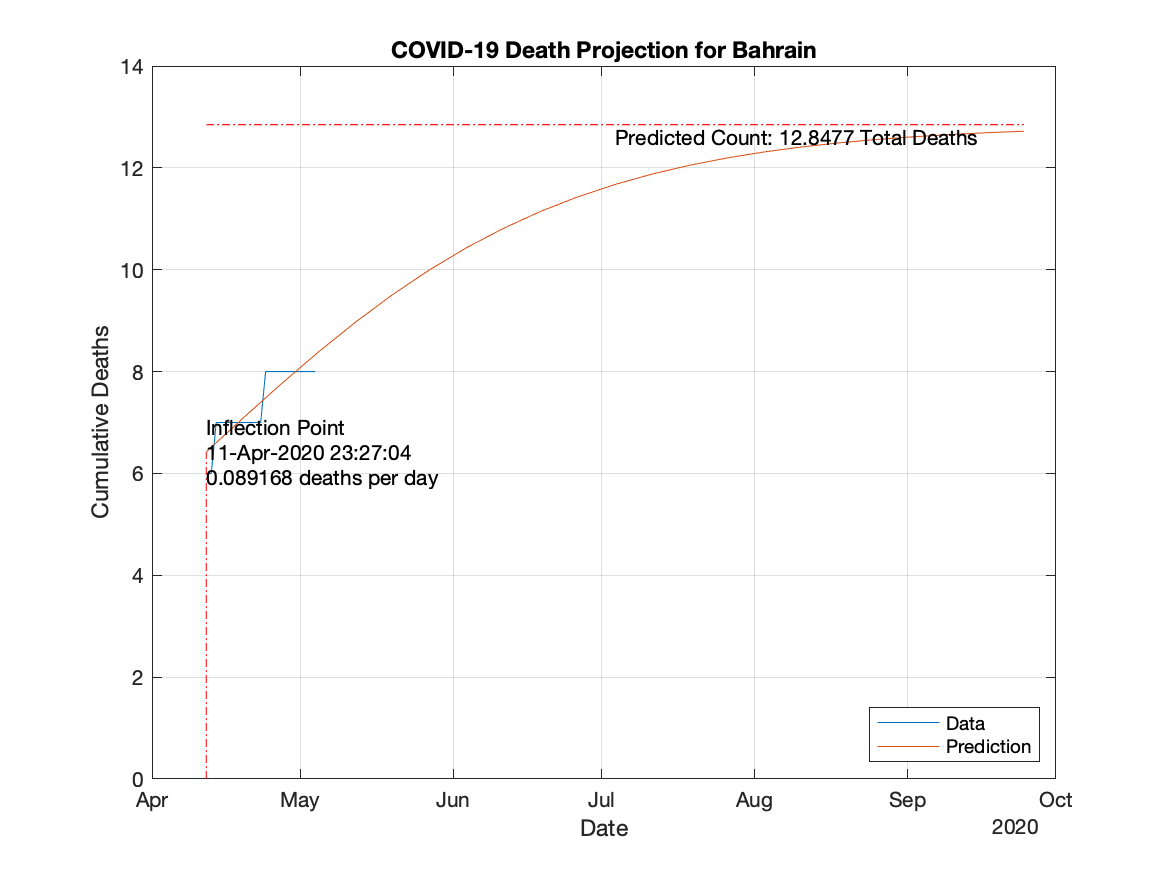 COVID-19 Death Projection for Bahrain
14
12
10
8
6
4
2
0
Cumulative Deaths
Predicted Count: 12.8477 Total Deaths
Inflection Point
11-Apr-2020 23:27:04
0.089168 deaths per day
Data
Prediction
Apr May Jun Jul Aug Sep Oct
Date
2020